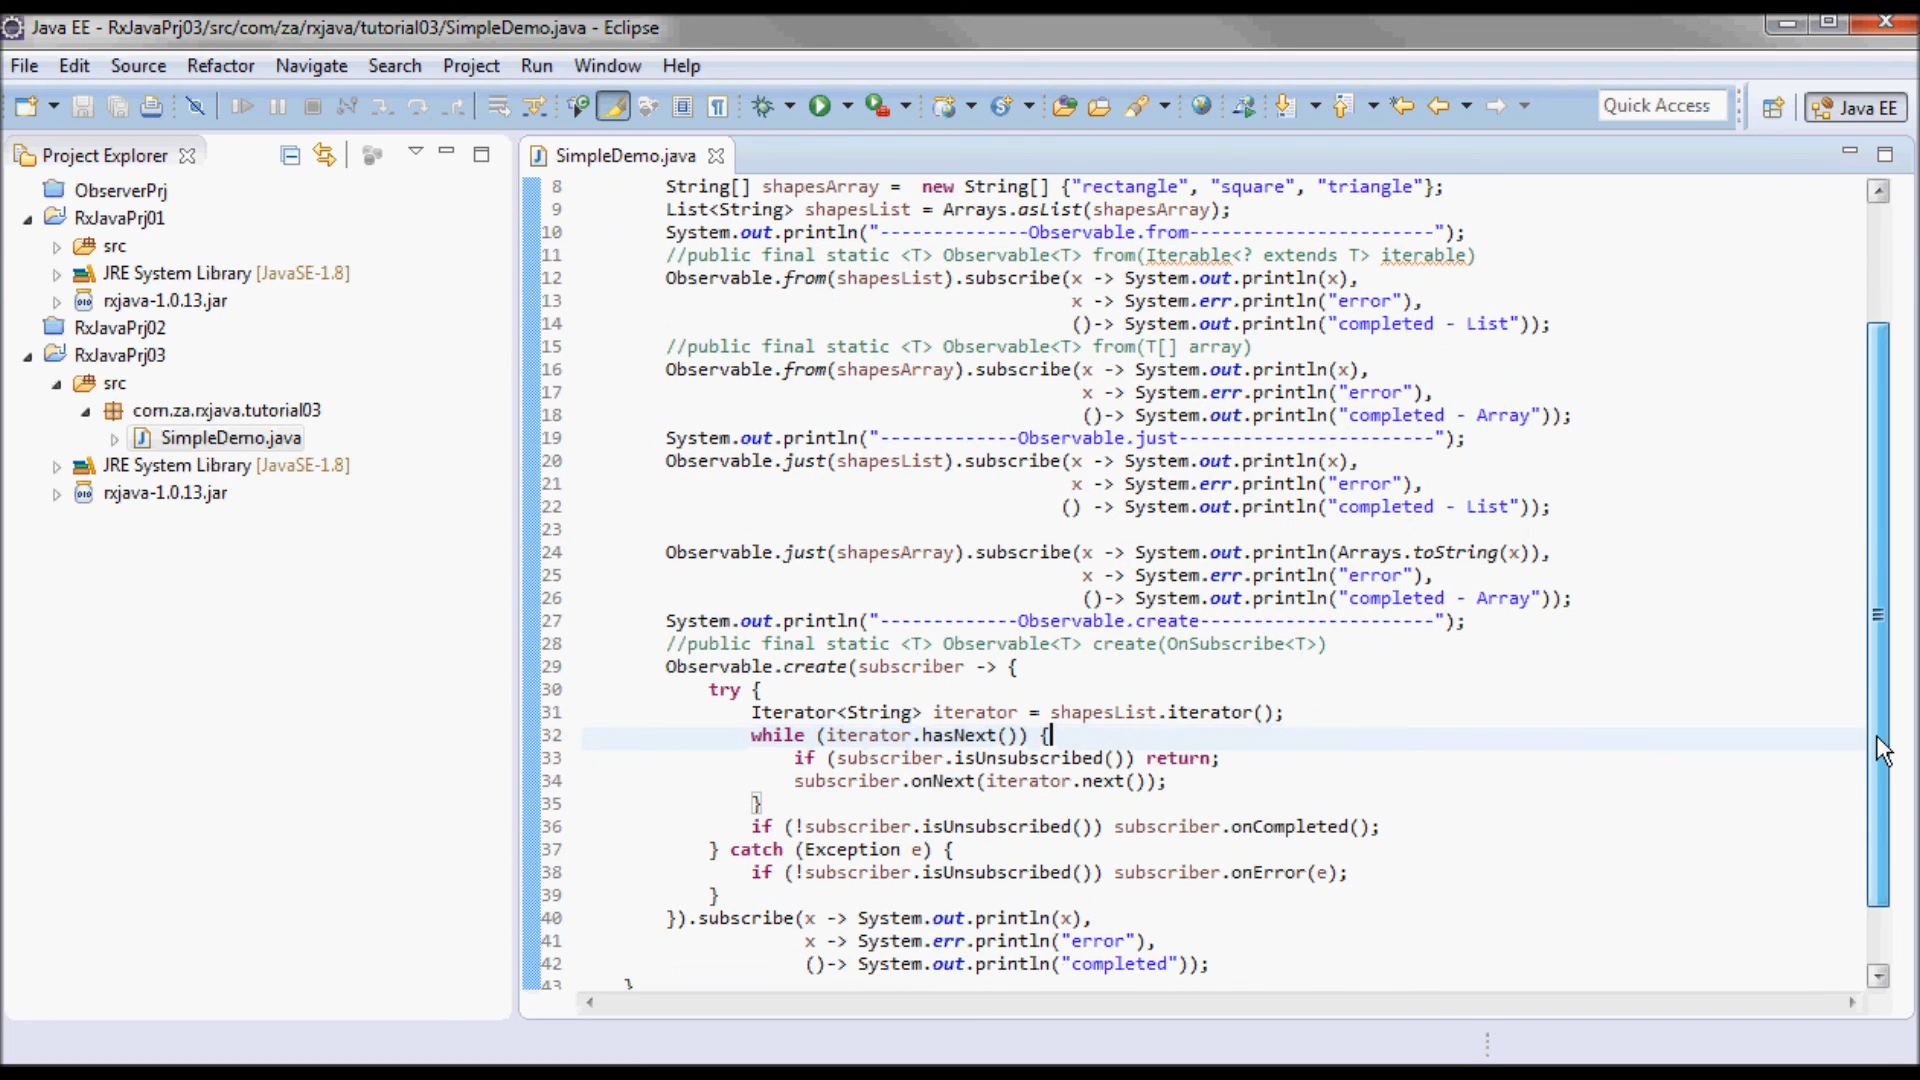 Java EE - RxJavaPrj03/src/com/za/rxjava/tutorial03/SimpleDemo.java - Eclipse
File Edit Source Refactor Navigate Search Project Run Window Help
Quick Access
Java EE
Project Explorer
ObserverPrj
RxJavaPrj01
src
JRE System Library [JavaSE-1.8]
rxjava-1.0.13.jar
RxJavaPrj02
RxJavaPrj03
src
com.za.rxjava.tutorial03
SimpleDemo.java
JRE System Library [JavaSE-1.8]
rxjava-1.0.13.jar
SimpleDemo.java
8 String[] shapesArray =  new String[] {"rectangle", "square", "triangle"};
9 List<String> shapesList = Arrays.asList(shapesArray);
10 System.out.println("--------------Observable.from-----------------------");
11 //public final static <T> Observable<T> from(Iterable<? extends T> iterable)
12 Observable.from(shapesList).subscribe(x -> System.out.println(x),
13 x -> System.err.println("error"),
14 ()-> System.out.println("completed - List"));
15 //public final static <T> Observable<T> from(T[] array)
16 Observable.from(shapesArray).subscribe(x -> System.out.println(x),
17 x -> System.err.println("error"),
18 ()-> System.out.println("completed - Array"));
19 System.out.println("-------------Observable.just------------------------");
20 Observable.just(shapesList).subscribe(x -> System.out.println(x),
21 x -> System.err.println("error"),
22 () -> System.out.println("completed - List"));
23
24 Observable.just(shapesArray).subscribe(x -> System.out.println(Arrays.toString(x)),
25 x -> System.err.println("error"),
26 ()-> System.out.println("completed - Array"));
27 System.out.println("-------------Observable.create----------------------");
28 //public final static <T> Observable<T> create(OnSubscribe<T>)
29 Observable.create(subscriber -> {
30 try {
31 Iterator<String> iterator = shapesList.iterator();
32 while (iterator.hasNext()) {
33 if (subscriber.isUnsubscribed()) return;
34 subscriber.onNext(iterator.next());
35 }
36 if (!subscriber.isUnsubscribed()) subscriber.onCompleted();
37 } catch (Exception e) {
38 if (!subscriber.isUnsubscribed()) subscriber.onError(e);
39 }
40 }).subscribe(x -> System.out.println(x),
41 x -> System.err.println("error"),
42 ()-> System.out.println("completed"));
43 }